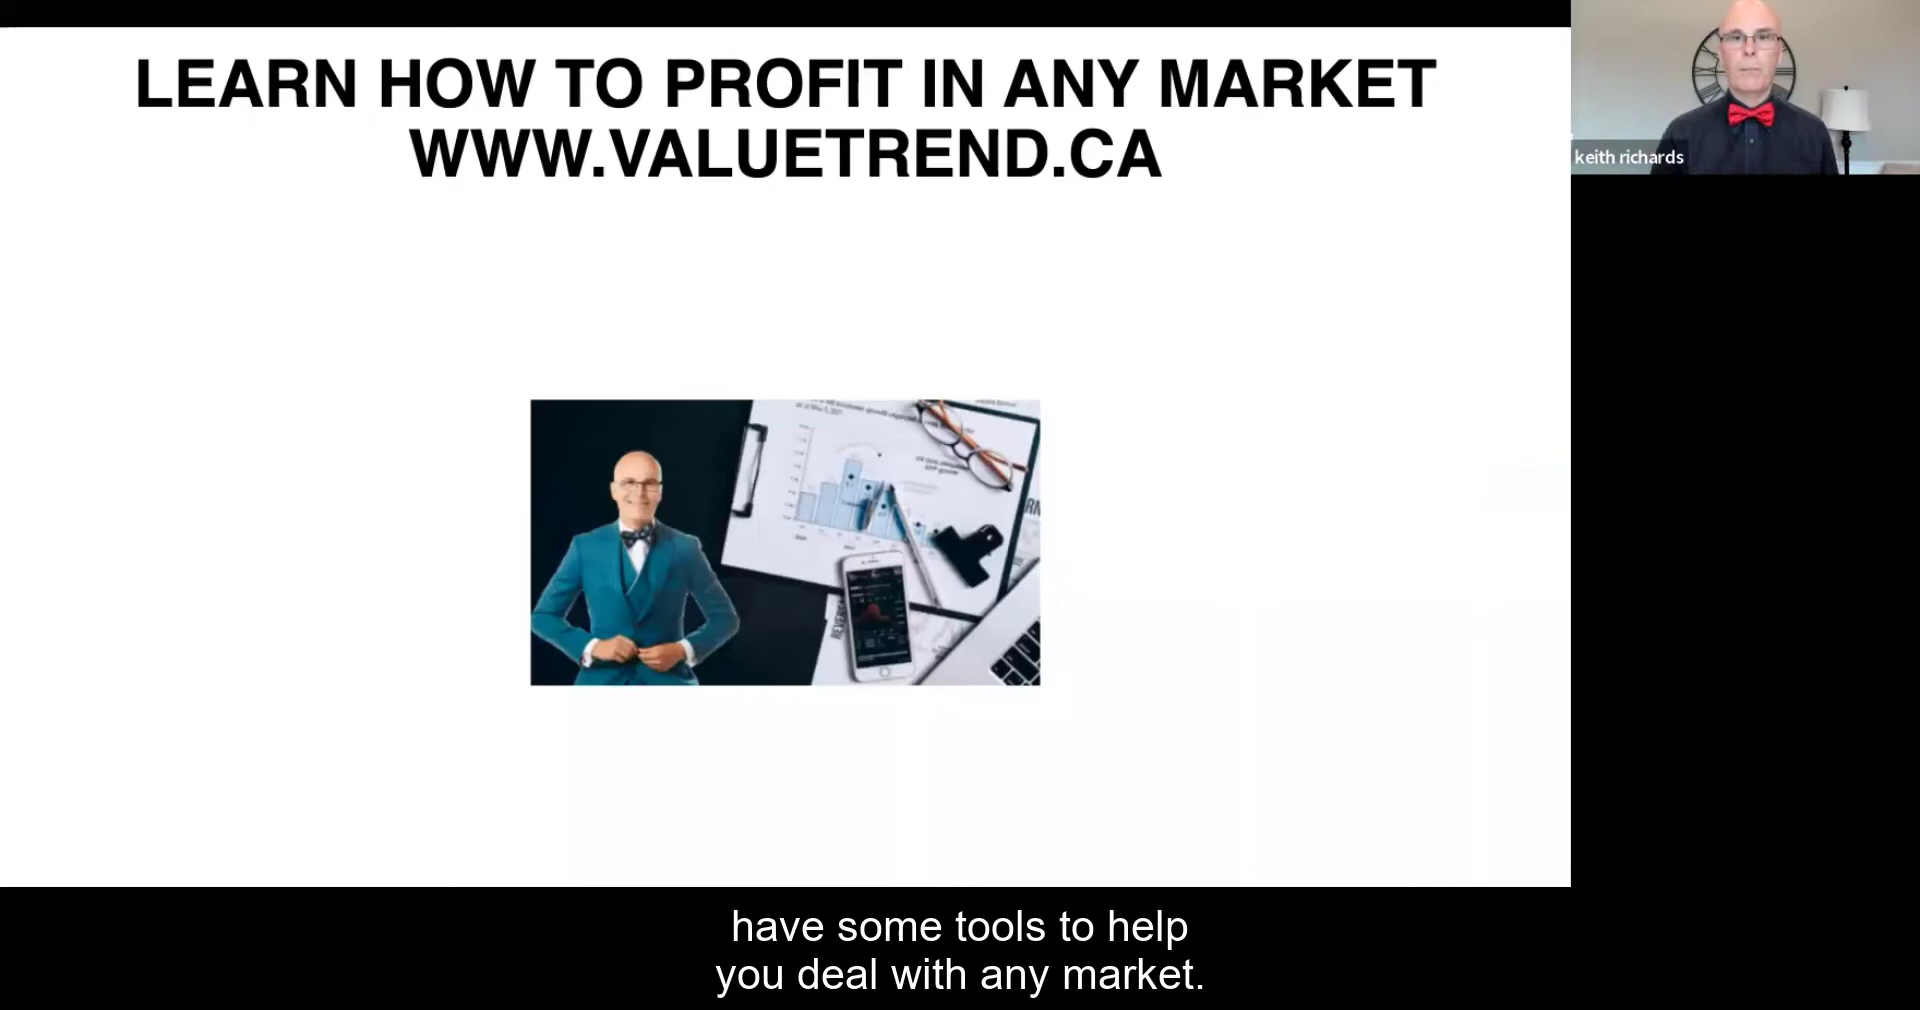 LEARN HOW TO PROFIT IN ANY MARKET
WWW.VALUETREND.CA
keith richards
have some tools to help
you deal with any market.